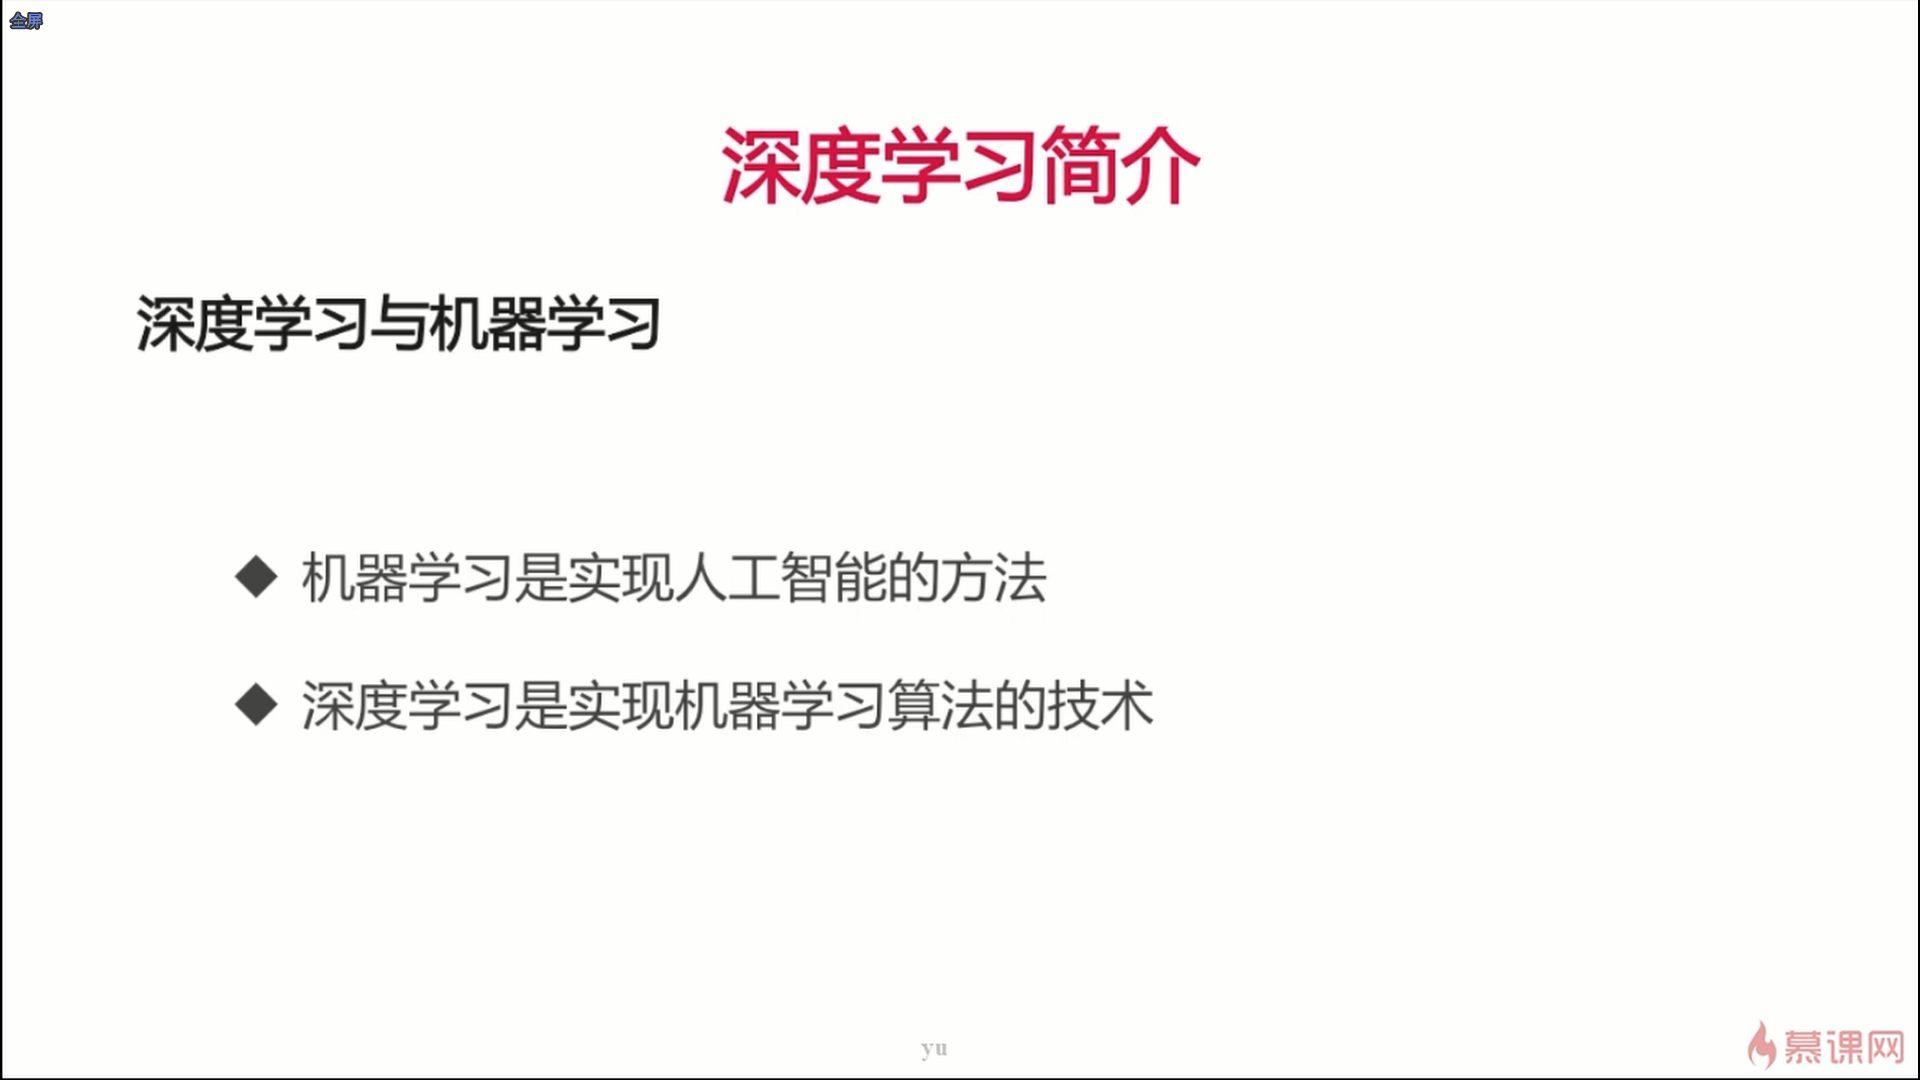 全屏
深度学习简介
深度学习与机器学习
◆ 机器学习是实现人工智能的方法
◆ 深度学习是实现机器学习算法的技术
yu
慕课网